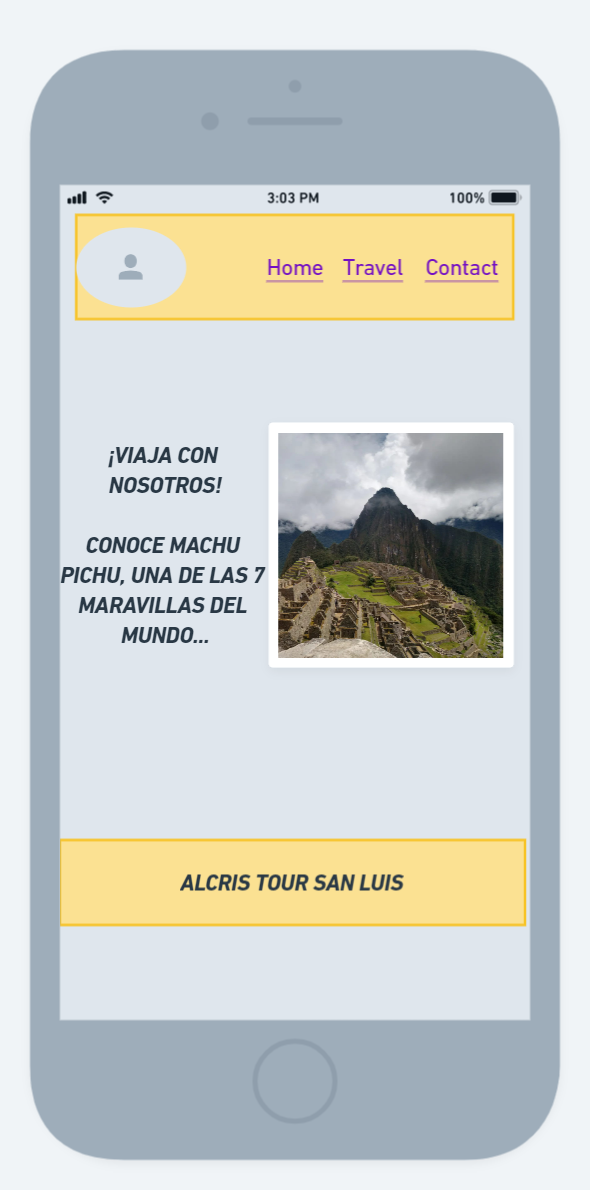 3:03 PM
100%
Home Travel Contact
¡VIAJA CON
NOSOTROS!
CONOCE MACHU
PICHU, UNA DE LAS 7
MARAVILLAS DEL
MUNDO...
ALCRIS TOUR SAN LUIS